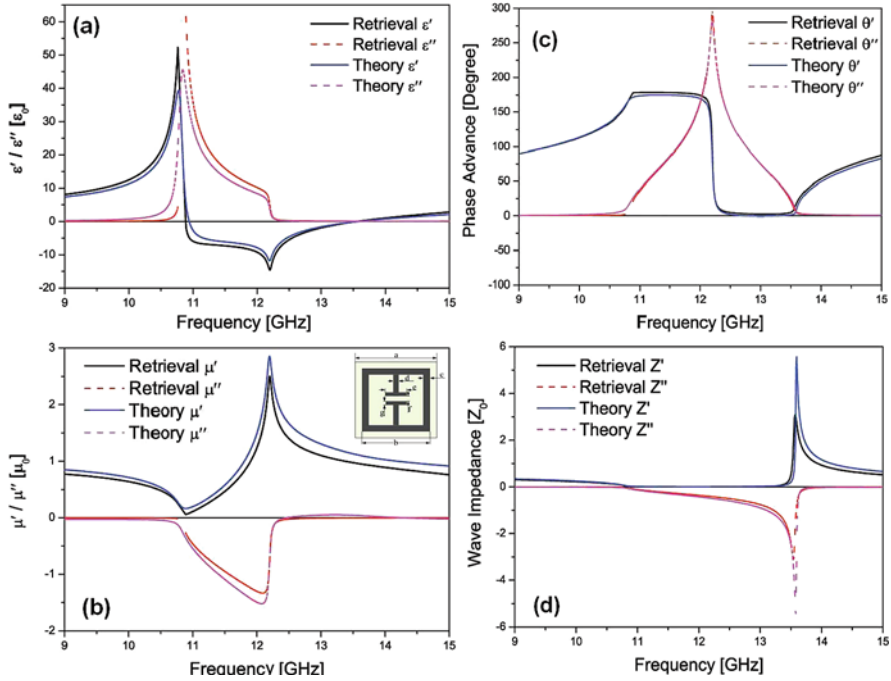 (a)
Retrieval ε′
Retrieval ε″
Theory ε′
Theory ε″
ε′ / ε″ [ε₀]
60
50
40
30
20
10
0
-10
-20
9 10 11 12 13 14 15
Frequency [GHz]
(c)
Retrieval θ′
Retrieval θ″
Theory θ′
Theory θ″
Phase Advance [Degree]
300
250
200
150
100
50
0
-50
-100
9 10 11 12 13 14 15
Frequency [GHz]
Retrieval μ′
Retrieval μ″
Theory μ′
Theory μ″
a
d
c
e
g
f
b
μ′ / μ″ [μ₀]
3
2
1
0
-1
-2
(b)
9 10 11 12 13 14 15
Frequency [GHz]
Retrieval Z'
Retrieval Z''
Theory Z'
Theory Z''
Wave Impedance [Z₀]
6
4
2
0
-2
-4
-6
(d)
9 10 11 12 13 14 15
Frequency [GHz]